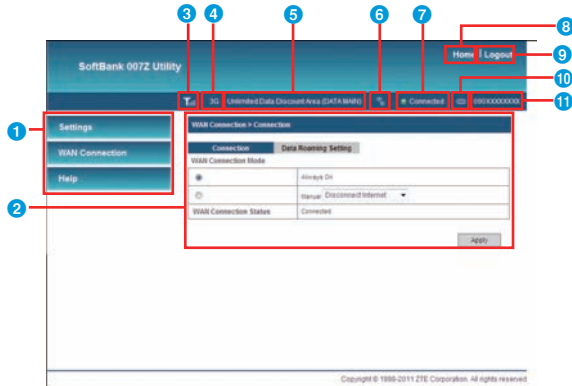 3 4 5 6 7 8
Home | Logout 9
SoftBank 007Z Utility
10
3G Unlimited Data Discount Area (DATA MAIN) Connected 090XXXXXXXX 11
1 Settings
WAN Connection > Connection
WAN Connection
Connection Data Roaming Setting
WAN Connection Mode
Help
Always On
2
Manual Disconnect Internet
WAN Connection Status Connected
Apply
Copyright © 1998-2011 ZTE Corporation. All rights reserved